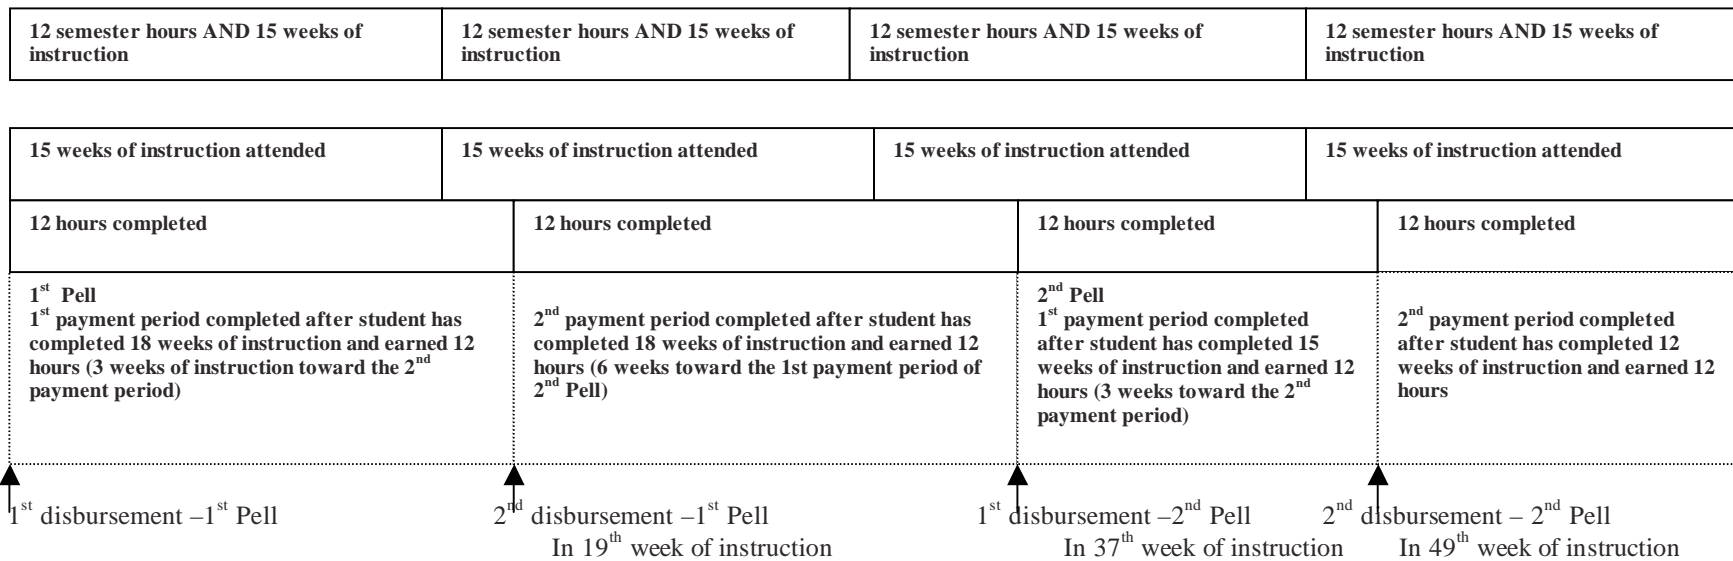 12 semester hours AND 15 weeks of
instruction
12 semester hours AND 15 weeks of
instruction
12 semester hours AND 15 weeks of
instruction
12 semester hours AND 15 weeks of
instruction
15 weeks of instruction attended
15 weeks of instruction attended
15 weeks of instruction attended
15 weeks of instruction attended
12 hours completed
12 hours completed
12 hours completed
12 hours completed
1st Pell
1st payment period completed after student has
completed 18 weeks of instruction and earned 12
hours (3 weeks of instruction toward the 2nd
payment period)
2nd payment period completed after student has
completed 18 weeks of instruction and earned 12
hours (6 weeks toward the 1st payment period of
2nd Pell)
2nd Pell
1st payment period completed
after student has completed 15
weeks of instruction and earned 12
hours (3 weeks toward the 2nd
payment period)
2nd payment period completed
after student has completed 12
weeks of instruction and earned 12
hours
1st disbursement –1st Pell
2nd disbursement –1st Pell
In 19th week of instruction
1st disbursement –2nd Pell
In 37th week of instruction
2nd disbursement – 2nd Pell
In 49th week of instruction